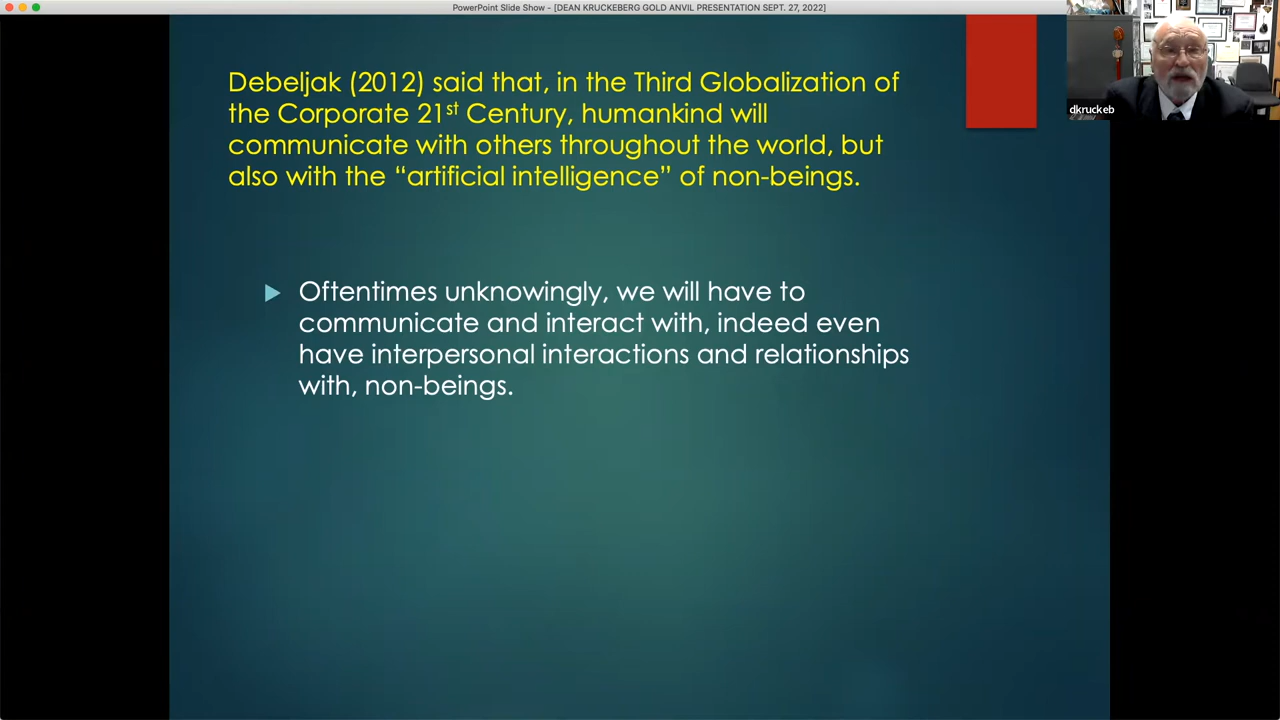 PowerPoint Slide Show - [DEAN KRUCKEBERG GOLD ANVIL PRESENTATION SEPT. 27, 2022]
Debeljak (2012) said that, in the Third Globalization of
the Corporate 21st Century, humankind will
communicate with others throughout the world, but
also with the “artificial intelligence” of non-beings.
Oftentimes unknowingly, we will have to
communicate and interact with, indeed even
have interpersonal interactions and relationships
with, non-beings.
dkruckeb